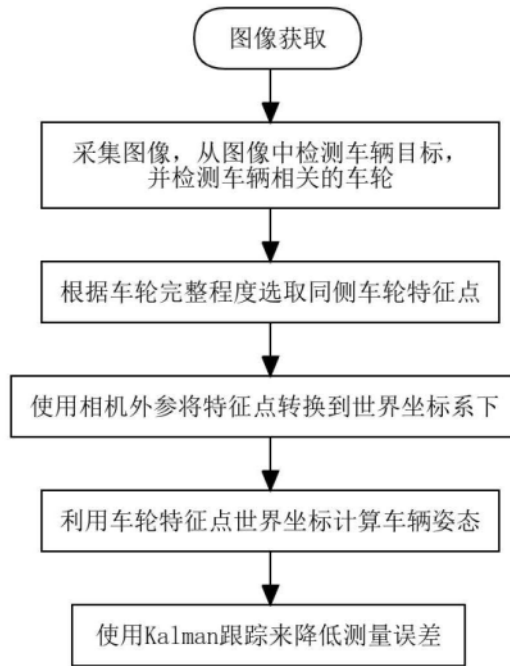 图像获取
采集图像，从图像中检测车辆目标，
并检测车辆相关的车轮
根据车轮完整程度选取同侧车轮特征点
使用相机外参将特征点转换到世界坐标系下
利用车轮特征点世界坐标计算车辆姿态
使用Kalman跟踪来降低测量误差